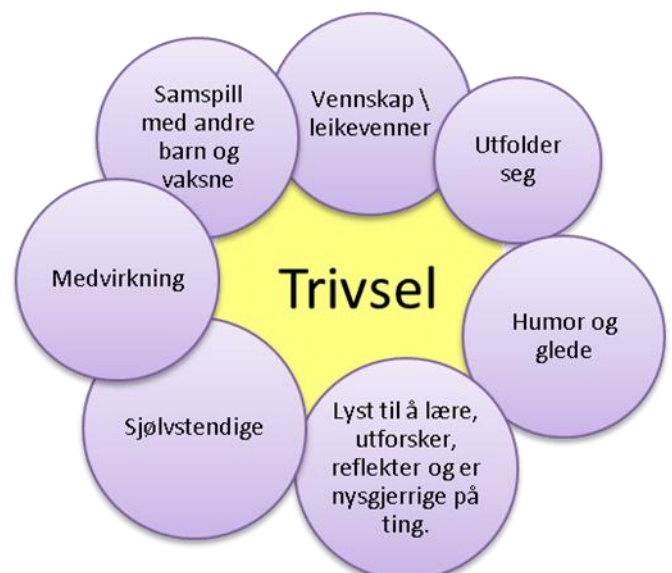 Vennskap \
leikevenner
Utfolder
seg
Humor og
glede
Lyst til å lære,
utforsker,
reflekter og er
nysgjerrige på
ting.
Sjølvstendige
Medvirkning
Samspill
med andre
barn og
vaksne
Trivsel